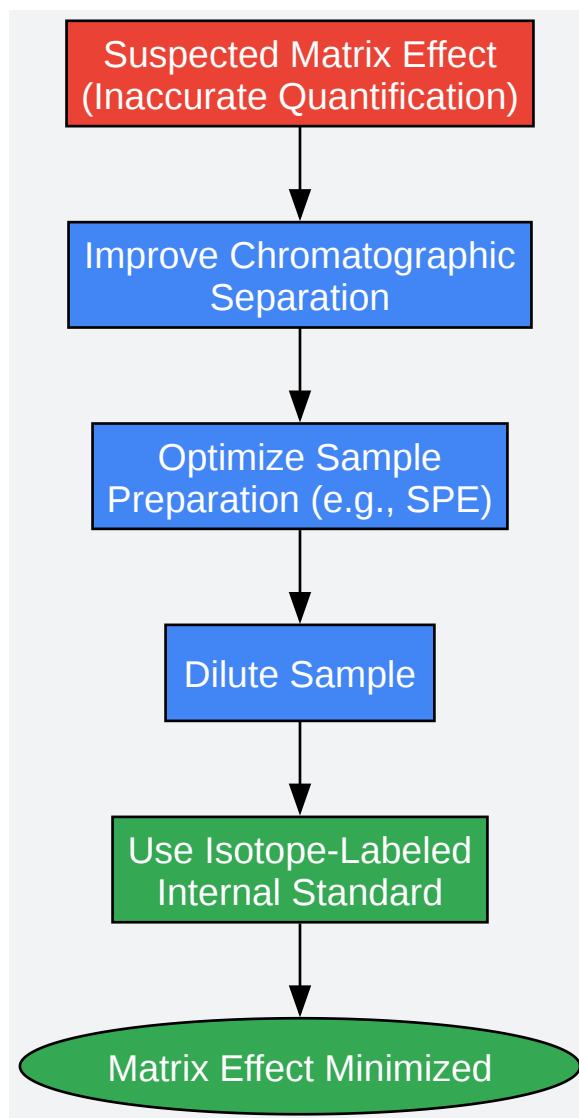 Suspected Matrix Effect
(Inaccurate Quantification)
Improve Chromatographic
Separation
Optimize Sample
Preparation (e.g., SPE)
Dilute Sample
Use Isotope-Labeled
Internal Standard
Matrix Effect Minimized